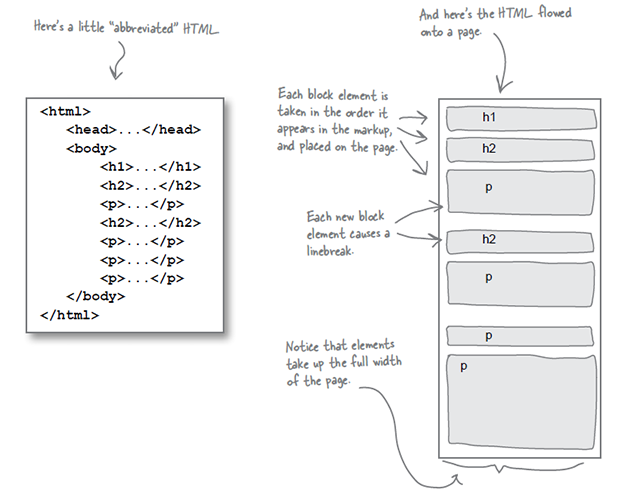 Here's a little "abbreviated" HTML
<html>
<head>...</head>
<body>
<h1>...</h1>
<h2>...</h2>
<p>...</p>
<h2>...</h2>
<p>...</p>
<p>...</p>
<p>...</p>
</body>
</html>
And here's the HTML flowed
onto a page.
Each block element is
taken in the order it
appears in the markup,
and placed on the page.
Each new block
element causes a
linebreak.
Notice that elements
take up the full width
of the page.
h1
h2
p
h2
p
p
p